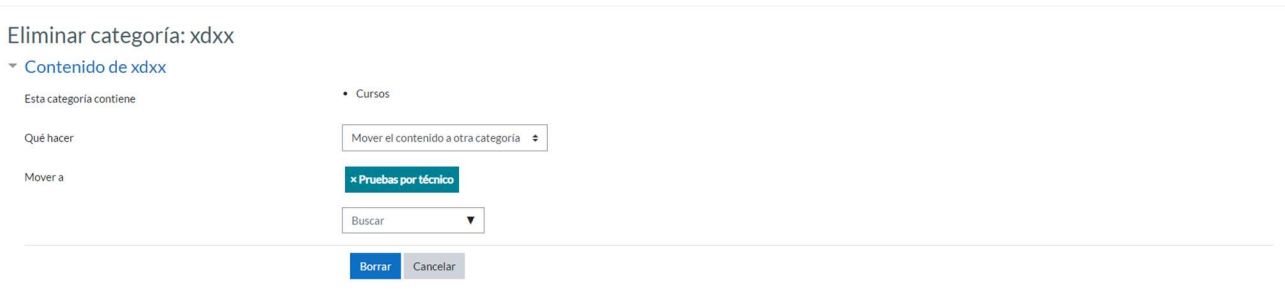 Eliminar categoría: xdxx
Contenido de xdxx
Esta categoría contiene
• Cursos
Qué hacer
Mover el contenido a otra categoría
Mover a
× Pruebas por técnico
Buscar
Borrar Cancelar